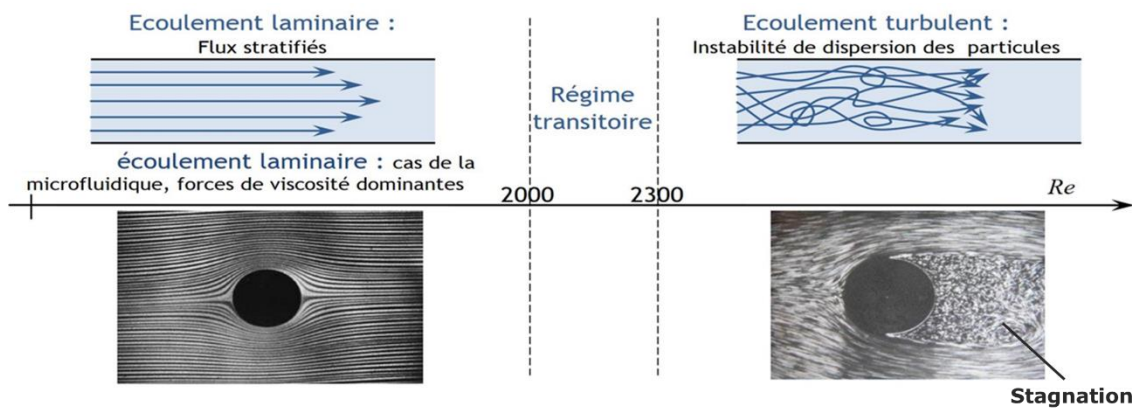 Ecoulement laminaire :
Flux stratifiés
Ecoulement turbulent :
Instabilité de dispersion des particules
Régime
transitoire
écoulement laminaire : cas de la
microfluidique, forces de viscosité dominantes
2000
2300
Re
Stagnation